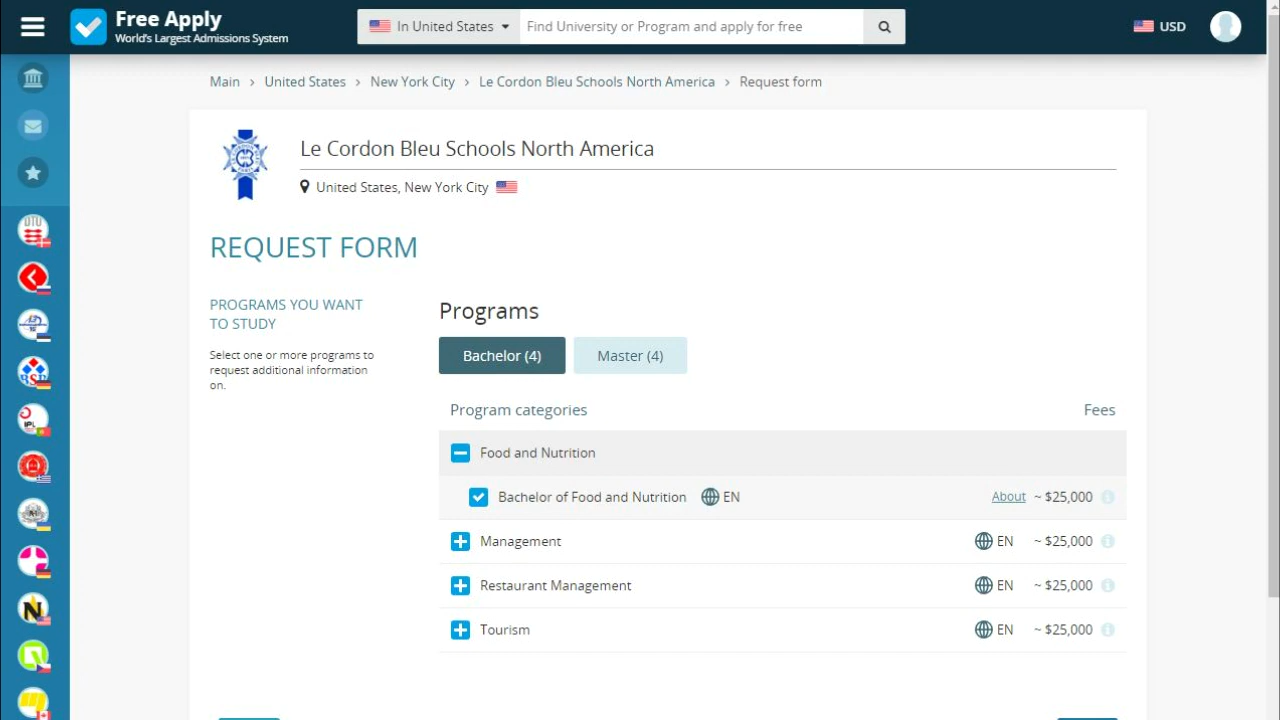 Free Apply
World's Largest Admissions System
In United States
Find University or Program and apply for free
USD
Main > United States > New York City > Le Cordon Bleu Schools North America > Request form
Le Cordon Bleu Schools North America
United States, New York City
REQUEST FORM
PROGRAMS YOU WANT
TO STUDY
Select one or more programs to
request additional information
on.
Programs
Bachelor (4) Master (4)
Program categories Fees
Food and Nutrition
Bachelor of Food and Nutrition EN About ~ $25,000
Management EN ~ $25,000
Restaurant Management EN ~ $25,000
Tourism EN ~ $25,000
DTU
IPL
N